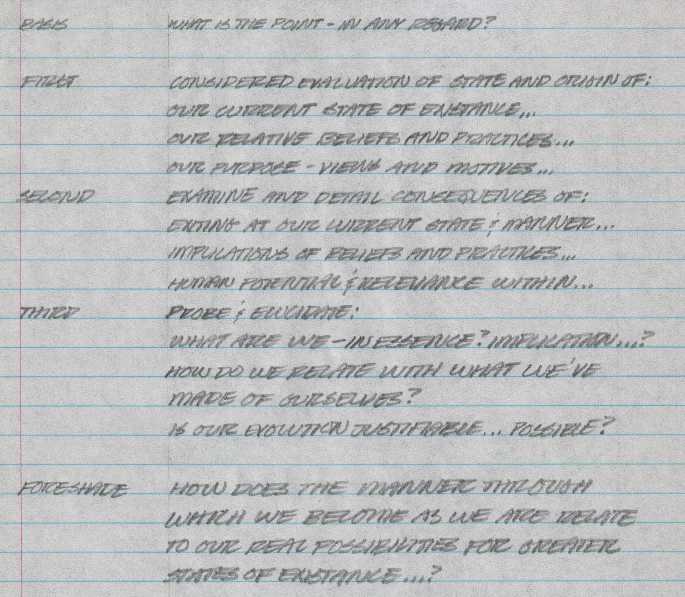 BASIS WHAT IS THE POINT - IN ANY REGARD?
FIRST CONSIDERED EVALUATION OF STATE AND ORIGIN OF:
OUR CURRENT STATE OF EXISTANCE...
OUR RELATIVE BELIEFS AND PRACTICES...
OUR PURPOSE - VIEWS AND MOTIVES...
SECOND EXAMINE AND DETAIL CONSEQUENCES OF:
EXITING AT OUR CURRENT STATE & MANNER...
IMPLICATIONS OF BELIEFS AND PRACTICES...
HUMAN POTENTIAL & RELEVANCE WITHIN...
THIRD PROBE & ELUCIDATE:
WHAT ARE WE - IN ESSENCE? IMPLICATION...?
HOW DO WE RELATE WITH WHAT WE'VE
MADE OF OURSELVES?
IS OUR EVOLUTION JUSTIFIABLE... POSSIBLE?
FORESHADE HOW DOES THE MANNER THROUGH
WHICH WE BECOME AS WE ARE RELATE
TO OUR REAL POSSIBILITIES FOR GREATER
STATES OF EXISTANCE...?